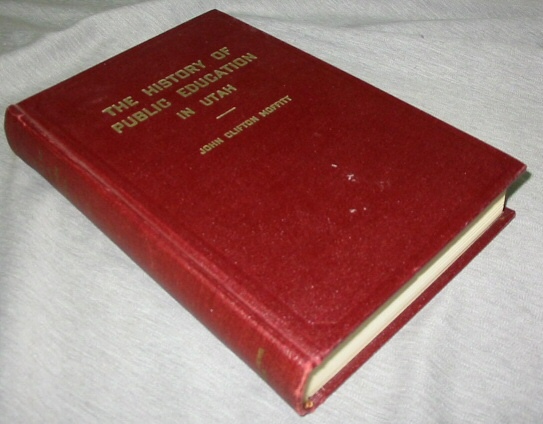 THE HISTORY OF
PUBLIC EDUCATION
IN UTAH
JOHN CLIFTON MOFFITT